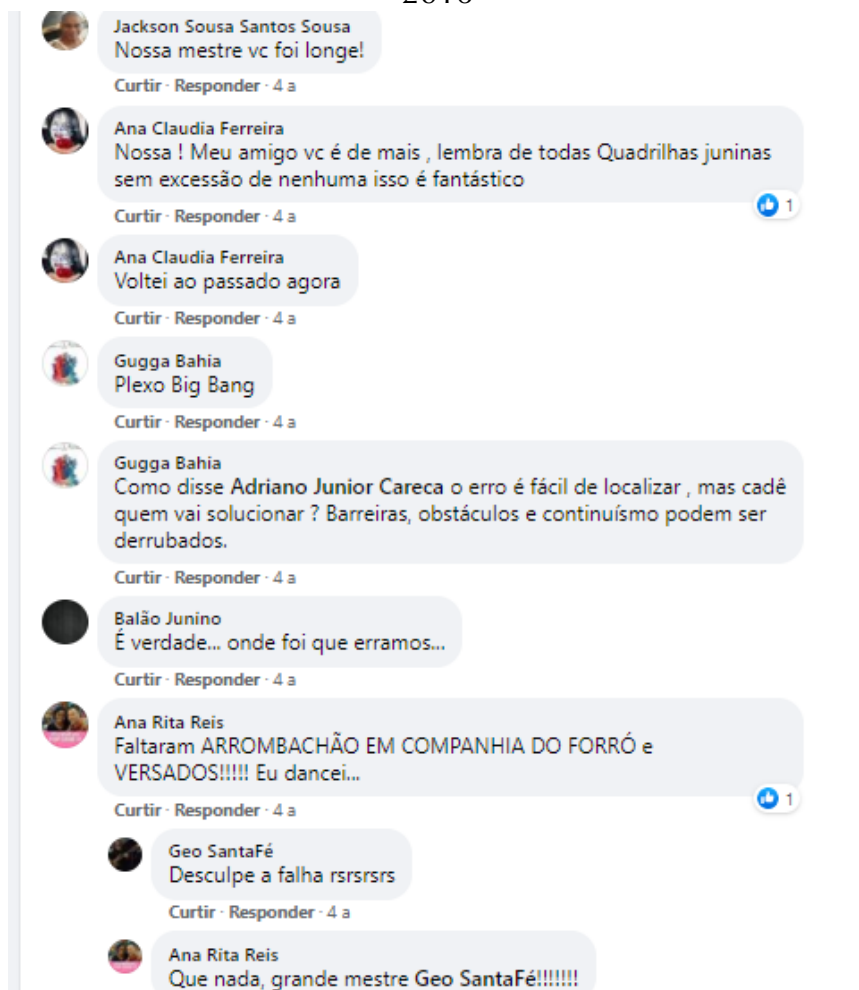 Jackson Sousa Santos Sousa
Nossa mestre vc foi longe!
Curtir · Responder · 4 a
Ana Claudia Ferreira
Nossa ! Meu amigo vc é de mais , lembra de todas Quadrilhas juninas
sem excessão de nenhuma isso é fantástico
1
Curtir · Responder · 4 a
Ana Claudia Ferreira
Voltei ao passado agora
Curtir · Responder · 4 a
Gugga Bahia
Plexo Big Bang
Curtir · Responder · 4 a
Gugga Bahia
Como disse Adriano Junior Careca o erro é fácil de localizar , mas cadê
quem vai solucionar ? Barreiras, obstáculos e continuísmo podem ser
derrubados.
Curtir · Responder · 4 a
Balão Junino
É verdade... onde foi que erramos...
Curtir · Responder · 4 a
Ana Rita Reis
Faltaram ARROMBACHÃO EM COMPANHIA DO FORRÓ e
VERSADOS!!!!! Eu dancei...
1
Curtir · Responder · 4 a
Geo SantaFé
Desculpe a falha rsrsrsrs
Curtir · Responder · 4 a
Ana Rita Reis
Que nada, grande mestre Geo SantaFé!!!!!!!